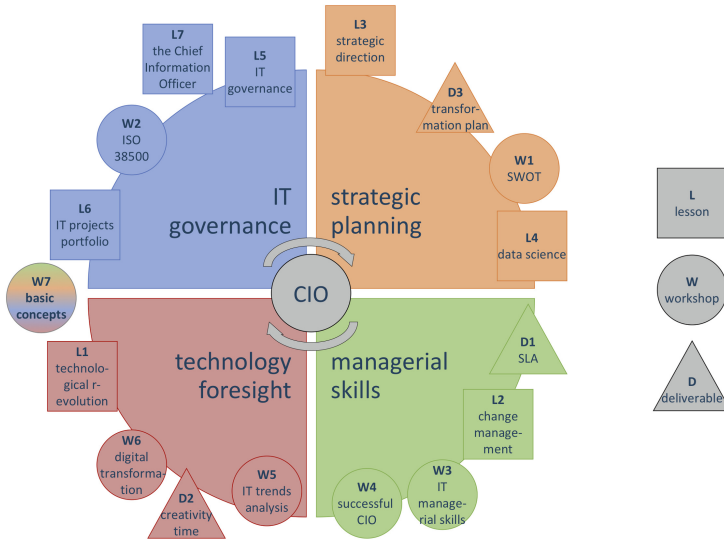 L7
the Chief
Information
Officer
L5
IT
governance
W2
ISO
38500
L6
IT projects
portfolio
IT
governance
L3
strategic
direction
D3
transfor-
mation plan
W1
SWOT
L4
data science
strategic
planning
CIO
W7
basic
concepts
technology
foresight
L1
technolo-
gical r-
evolution
W6
digital
transforma-
tion
D2
creativity
time
W5
IT trends
analysis
managerial
skills
D1
SLA
L2
change
manage-
ment
W3
IT
manage-
rial skills
W4
successful
CIO
L
lesson
W
workshop
D
deliverable